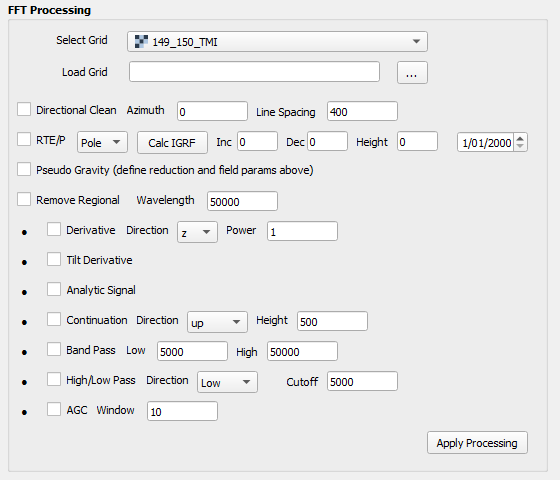 FFT Processing
Select Grid 149_150_TMI
Load Grid ...
Directional Clean Azimuth 0 Line Spacing 400
RTE/P Pole Calc IGRF Inc 0 Dec 0 Height 0 1/01/2000
Pseudo Gravity (define reduction and field params above)
Remove Regional Wavelength 50000
• Derivative Direction z Power 1
• Tilt Derivative
• Analytic Signal
• Continuation Direction up Height 500
• Band Pass Low 5000 High 50000
• High/Low Pass Direction Low Cutoff 5000
• AGC Window 10
Apply Processing